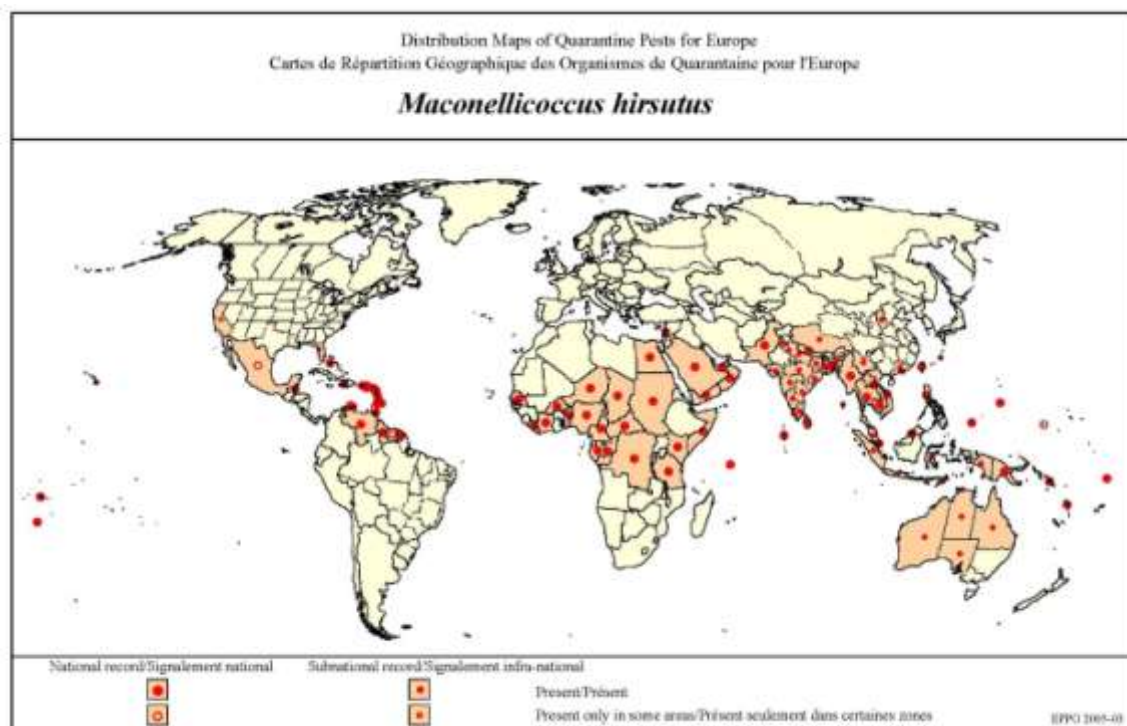 Distribution Maps of Quarantine Pests for Europe
Cartes de Répartition Géographique des Organismes de Quarantaine pour l'Europe
Maconellicoccus hirsutus
National record/Signalement national Subnational record/Signalement infra-national
Present/Présent
Present only in some areas/Présent seulement dans certaines zones